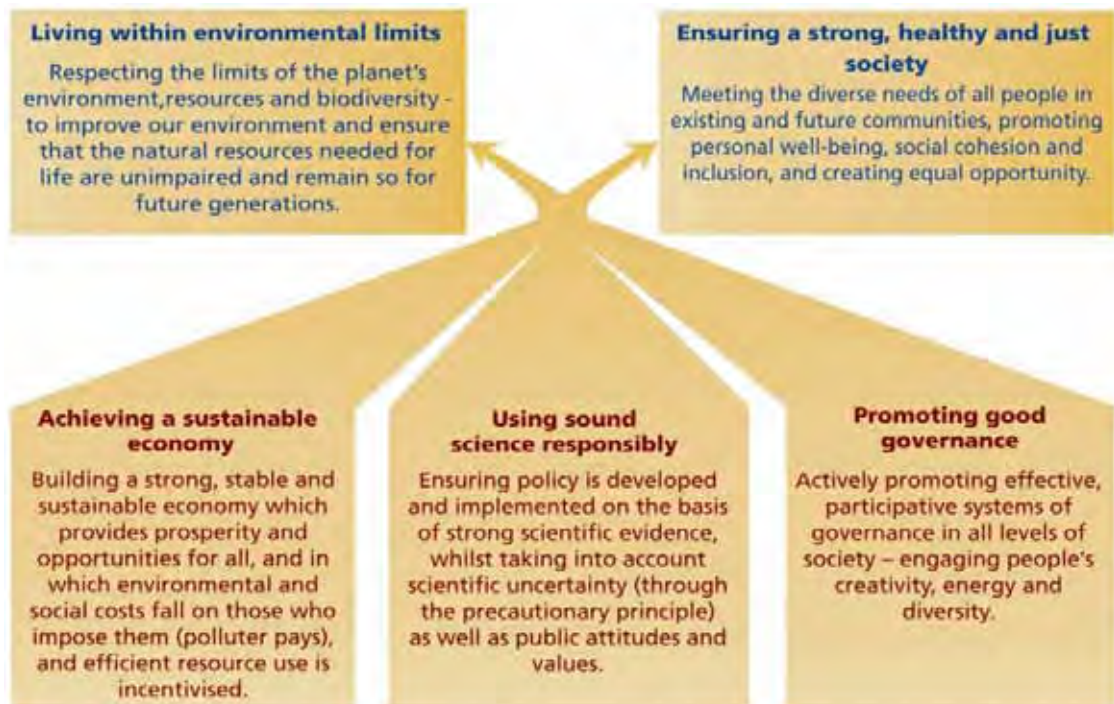 Living within environmental limits
Respecting the limits of the planet's
environment,resources and biodiversity -
to improve our environment and ensure
that the natural resources needed for
life are unimpaired and remain so for
future generations.
Ensuring a strong, healthy and just
society
Meeting the diverse needs of all people in
existing and future communities, promoting
personal well-being, social cohesion and
inclusion, and creating equal opportunity.
Achieving a sustainable
economy
Building a strong, stable and
sustainable economy which
provides prosperity and
opportunities for all, and in
which environmental and
social costs fall on those who
impose them (polluter pays),
and efficient resource use is
incentivised.
Using sound
science responsibly
Ensuring policy is developed
and implemented on the basis
of strong scientific evidence,
whilst taking into account
scientific uncertainty (through
the precautionary principle)
as well as public attitudes and
values.
Promoting good
governance
Actively promoting effective,
participative systems of
governance in all levels of
society – engaging people's
creativity, energy and
diversity.